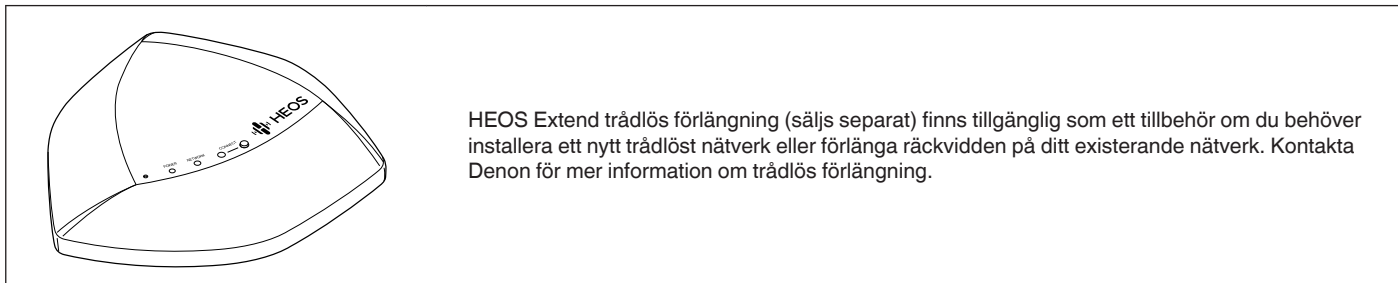 HEOS
POWER
NETWORK
CONNECT
HEOS Extend trådlös förlängning (säljs separat) finns tillgänglig som ett tillbehör om du behöver
installera ett nytt trådlöst nätverk eller förlänga räckvidden på ditt existerande nätverk. Kontakta
Denon för mer information om trådlös förlängning.